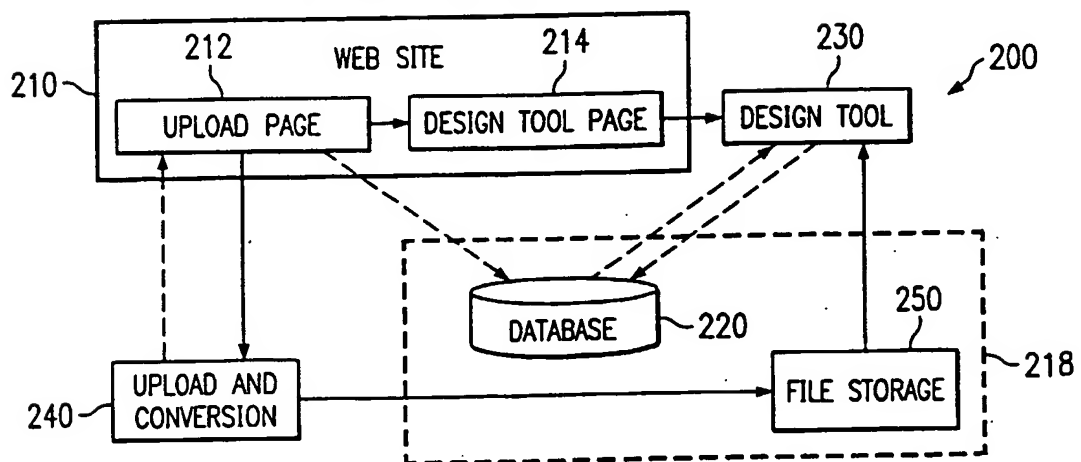 212
WEB SITE
214
230
200
210
UPLOAD PAGE
DESIGN TOOL PAGE
DESIGN TOOL
DATABASE
220
250
218
240
UPLOAD AND
CONVERSION
FILE STORAGE